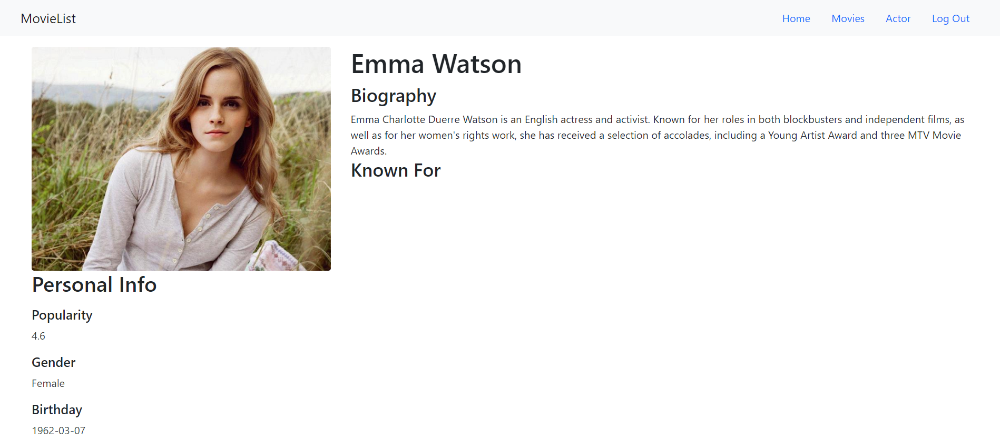 MovieList
Home Movies Actor Log Out
Emma Watson
Biography
Emma Charlotte Duerre Watson is an English actress and activist. Known for her roles in both blockbusters and independent films, as
well as for her women's rights work, she has received a selection of accolades, including a Young Artist Award and three MTV Movie
Awards.
Known For
Personal Info
Popularity
4.6
Gender
Female
Birthday
1962-03-07